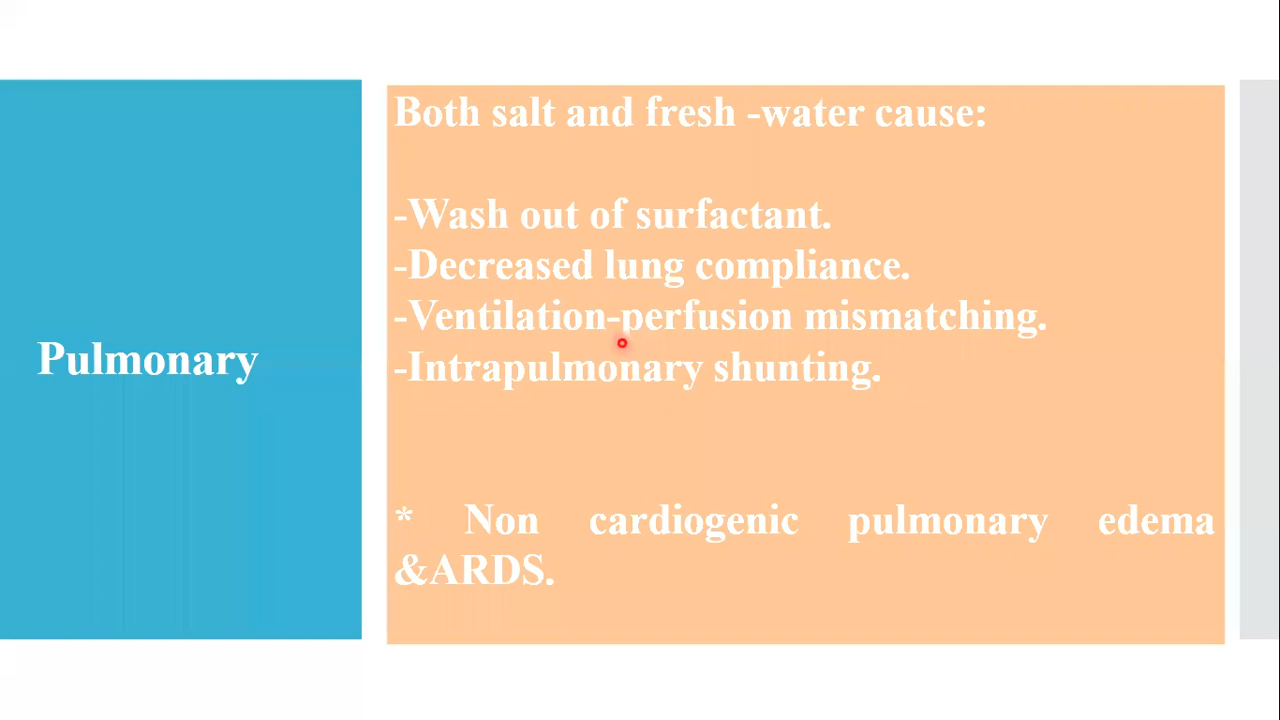 Pulmonary
Both salt and fresh -water cause:
-Wash out of surfactant.
-Decreased lung compliance.
-Ventilation-perfusion mismatching.
-Intrapulmonary shunting.
* Non cardiogenic pulmonary edema
&ARDS.